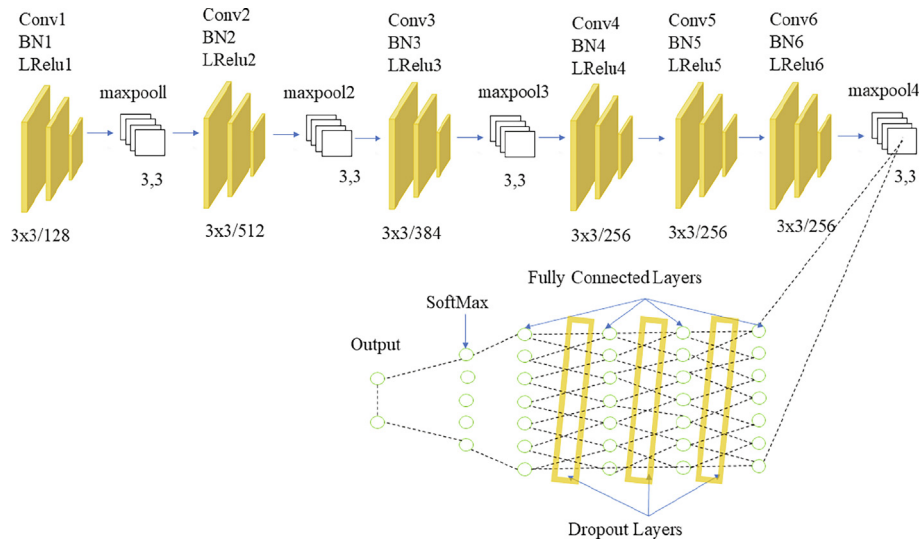 Conv1
BN1
LRelu1
Conv2
BN2
LRelu2
Conv3
BN3
LRelu3
Conv4
BN4
LRelu4
Conv5
BN5
LRelu5
Conv6
BN6
LRelu6
maxpooll
maxpool2
maxpool3
maxpool4
3,3
3,3
3,3
3,3
3x3/128
3x3/512
3x3/384
3x3/256
3x3/256
3x3/256
Fully Connected Layers
SoftMax
Output
Dropout Layers